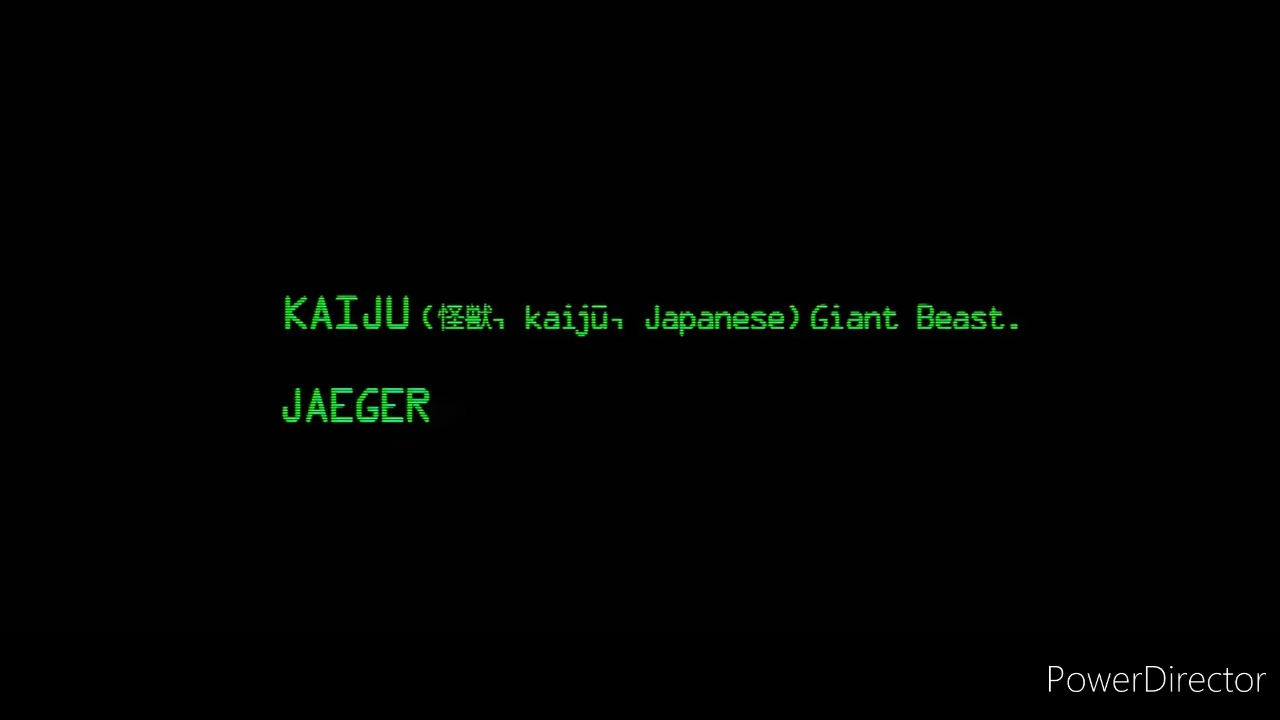 KAIJU (怪獣, kaijū, Japanese) Giant Beast.
JAEGER
PowerDirector